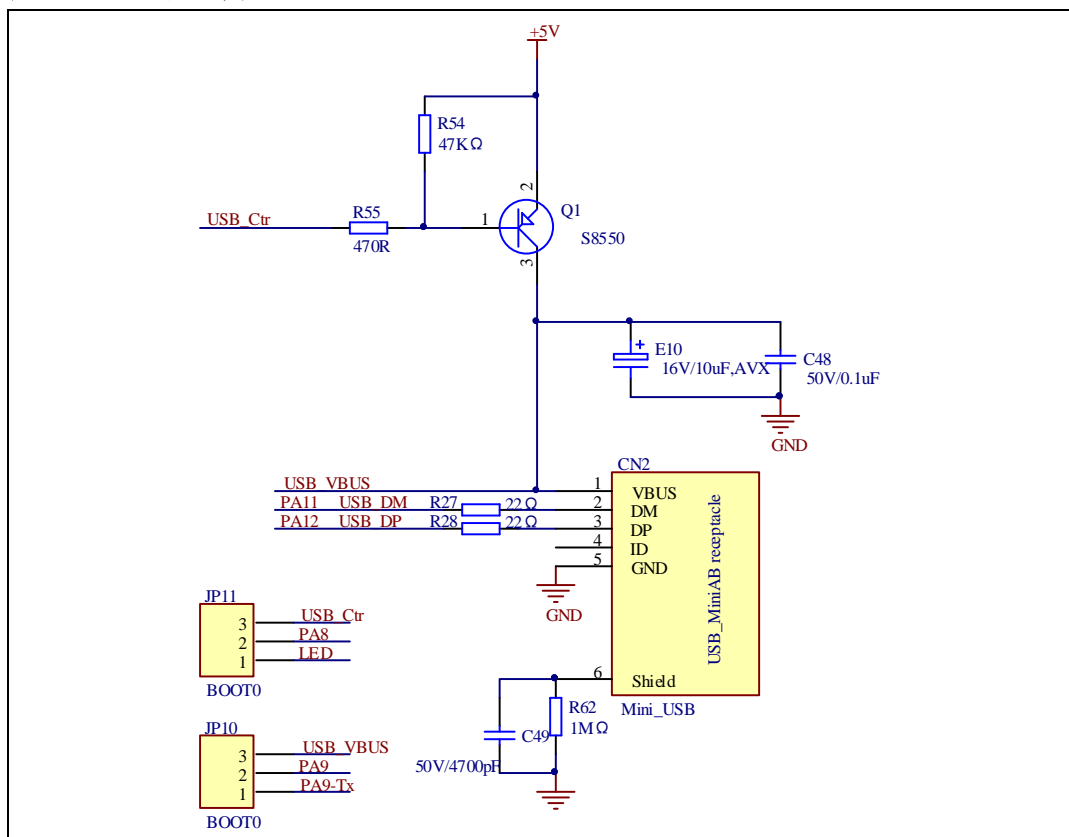 +5V
R54
47KΩ
2
Q1
USB_Ctr
R55
1
470R
S8550
3
E10
16V/10uF,AVX
C48
50V/0.1uF
GND
CN2
USB_VBUS
1
VBUS
PA11 USB_DM R27 22Ω
2
DM
PA12 USB_DP R28 22Ω
3
DP
4
ID
5
GND
GND
USB_MiniAB receptacle
JP11
3 USB_Ctr
2 PA8
1 LED
BOOT0
6
Shield
Mini_USB
R62
1MΩ
C49
50V/4700pF
JP10
3 USB_VBUS
2 PA9
1 PA9-Tx
BOOT0